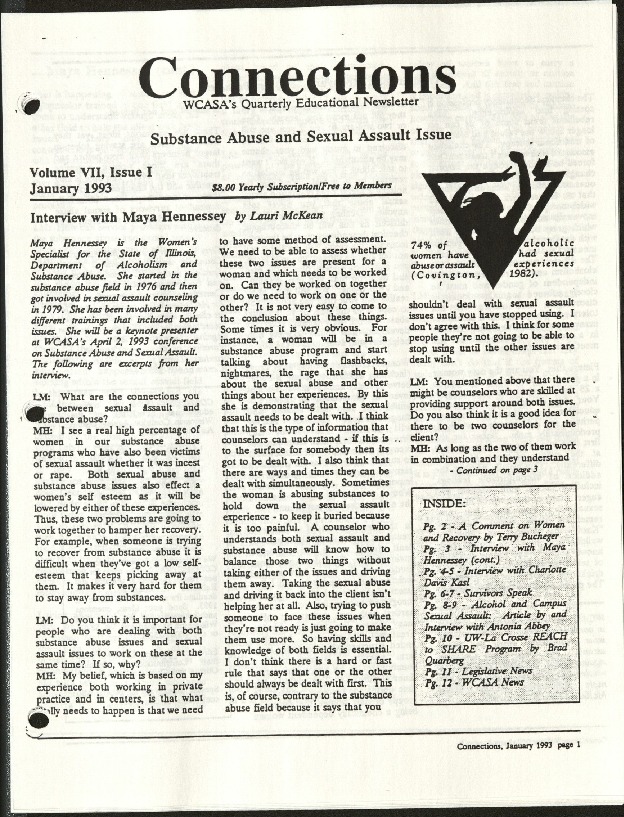 Connections
WCASA's Quarterly Educational Newsletter
Substance Abuse and Sexual Assault Issue
Volume VII, Issue I
January 1993
$8.00 Yearly Subscription/Free to Members
Interview with Maya Hennessey by Lauri McKean
Maya Hennessey is the Women's
Specialist for the State of Illinois,
Department of Alcoholism and
Substance Abuse. She started in the
substance abuse field in 1976 and then
got involved in sexual assault counseling
in 1979. She has been involved in many
different trainings that included both
issues. She will be a keynote presenter
at WCASA's April 2, 1993 conference
on Substance Abuse and Sexual Assault.
The following are excerpts from her
interview.
LM: What are the connections you
between sexual assault and
substance abuse?
MH: I see a real high percentage of
women in our substance abuse
programs who have also been victims
of sexual assault whether it was incest
or rape. Both sexual abuse and
substance abuse issues also effect a
women's self esteem as it will be
lowered by either of these experiences.
Thus, these two problems are going to
work together to hamper her recovery.
For example, when someone is trying
to recover from substance abuse it is
difficult when they've got a low self-
esteem that keeps picking away at
them. It makes it very hard for them
to stay away from substances.
LM: Do you think it is important for
people who are dealing with both
substance abuse issues and sexual
assault issues to work on these at the
same time? If so, why?
MH: My belief, which is based on my
experience both working in private
practice and in centers, is that what
really needs to happen is that we need
to have some method of assessment.
We need to be able to assess whether
these two issues are present for a
woman and which needs to be worked
on. Can they be worked on together
or do we need to work on one or the
other? It is not very easy to come to
the conclusion about these things.
Some times it is very obvious. For
instance, a woman will be in a
substance abuse program and start
talking about having flashbacks,
nightmares, the rage that she has
about the sexual abuse and other
things about her experiences. By this
she is demonstrating that the sexual
assault needs to be dealt with. I think
that this is the type of information that
counselors can understand - if this is
to the surface for somebody then its
got to be dealt with. I also think that
there are ways and times they can be
dealt with simultaneously. Sometimes
the woman is abusing substances to
hold down the sexual assault
experience - to keep it buried because
it is too painful. A counselor who
understands both sexual assault and
substance abuse will know how to
balance those two things without
taking either of the issues and driving
them away. Taking the sexual abuse
and driving it back into the client isn't
helping her at all. Also, trying to push
someone to face these issues when
they're not ready is just going to make
them use more. So having skills and
knowledge of both fields is essential.
I don't think there is a hard or fast
rule that says that one or the other
should always be dealt with first. This
is, of course, contrary to the substance
abuse field because it says that you
74% of alcoholic
women have had sexual
abuse or assault experiences
(Covington, 1982).
shouldn't deal with sexual assault
issues until you have stopped using. I
don't agree with this. I think for some
people they're not going to be able to
stop using until the other issues are
dealt with.
LM: You mentioned above that there
might be counselors who are skilled at
providing support around both issues.
Do you also think it is a good idea for
there to be two counselors for the
client?
MH: As long as the two of them work
in combination and they understand
- Continued on page 3
INSIDE:
Pg. 2 - A Comment on Women
and Recovery by Terry Bucheger
Pg. 3 - Interview with Maya
Hennessey (cont.)
Pg. 4-5 - Interview with Charlotte
Davis Kasl
Pg. 6-7 - Survivors Speak
Pg. 8-9 - Alcohol and Campus
Sexual Assault: Article by and
Interview with Antonia Abbey
Pg. 10 - UW-La Crosse REACH
to SHARE Program by Brad
Quarberg
Pg. 11 - Legislative News
Pg. 12 - WCASA News
Connections, January 1993 page 1